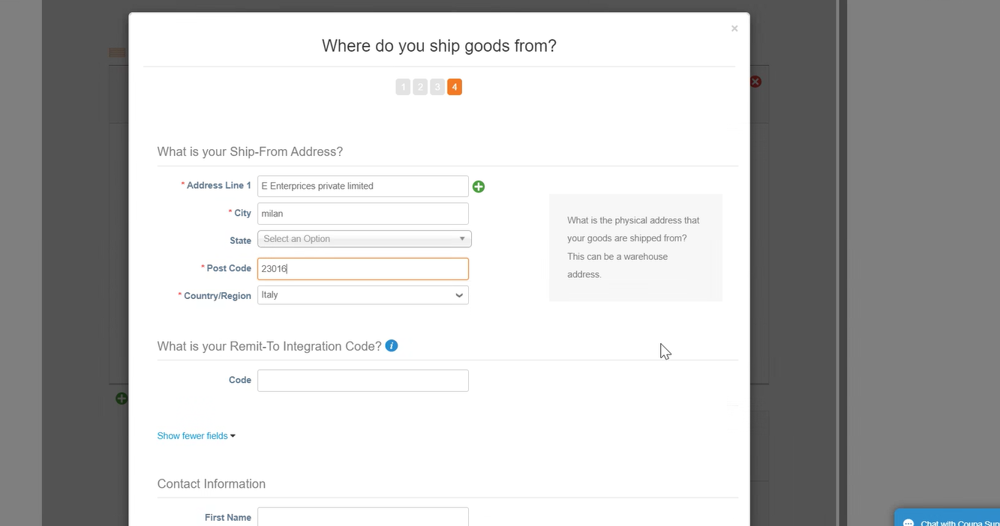 ×
Where do you ship goods from?
1 2 3 4
What is your Ship-From Address?
* Address Line 1 E Enterprices private limited
* City milan
State Select an Option
* Post Code 23016
* Country/Region Italy
What is the physical address that
your goods are shipped from?
This can be a warehouse
address.
What is your Remit-To Integration Code? i
Code
Show fewer fields
Contact Information
First Name
Chat with Coupa